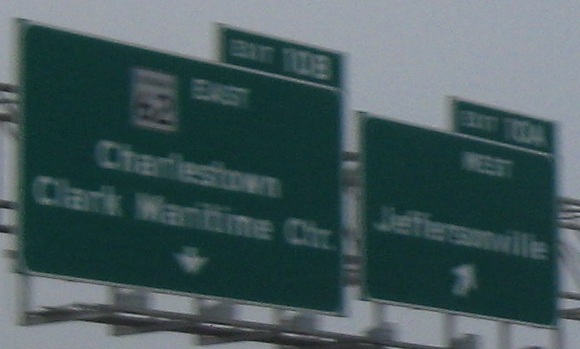 EXIT 10B
EAST
Charlestown
Clark Maritime Ctr.
EXIT 10A
WEST
Jeffersonville